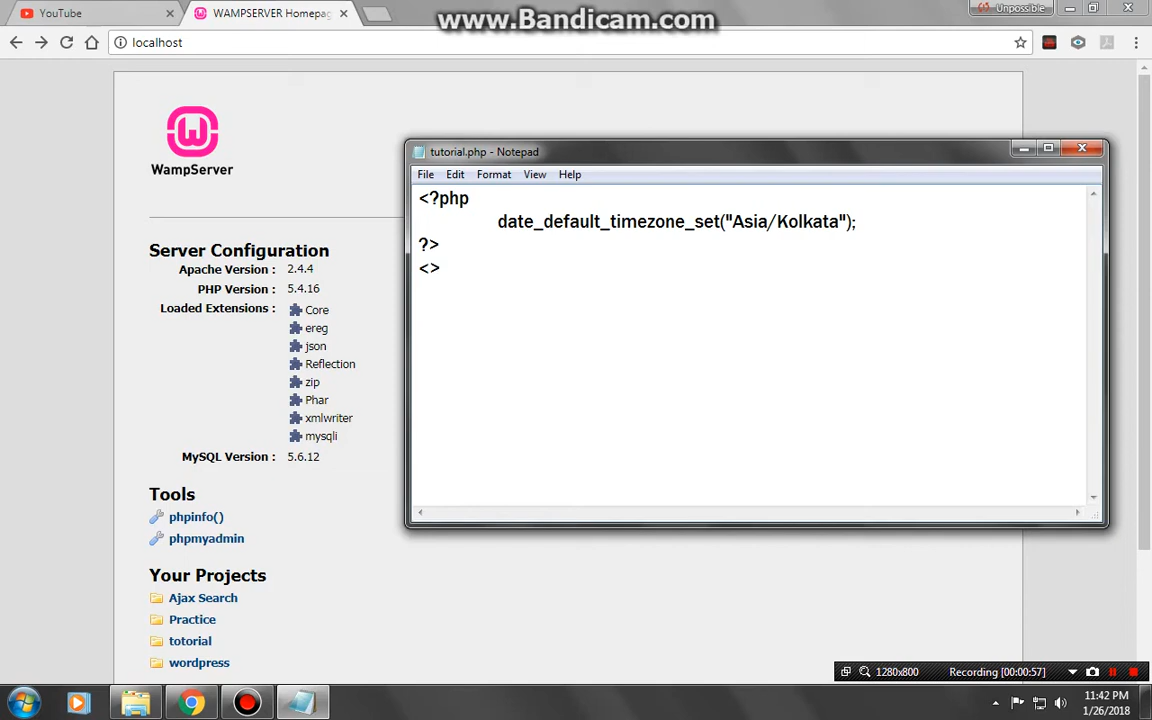 YouTube
WAMPSERVER Homepag
www.Bandicam.com
Unpossible
localhost
WampServer
tutorial.php - Notepad
File Edit Format View Help
<?php
date_default_timezone_set("Asia/Kolkata");
?>
<>
Server Configuration
Apache Version : 2.4.4
PHP Version : 5.4.16
Loaded Extensions : Core
ereg
json
Reflection
zip
Phar
xmlwriter
mysqli
MySQL Version : 5.6.12
Tools
phpinfo()
phpmyadmin
Your Projects
Ajax Search
Practice
totorial
wordpress
1280x800 Recording [00:00:57]
11:42 PM
1/26/2018